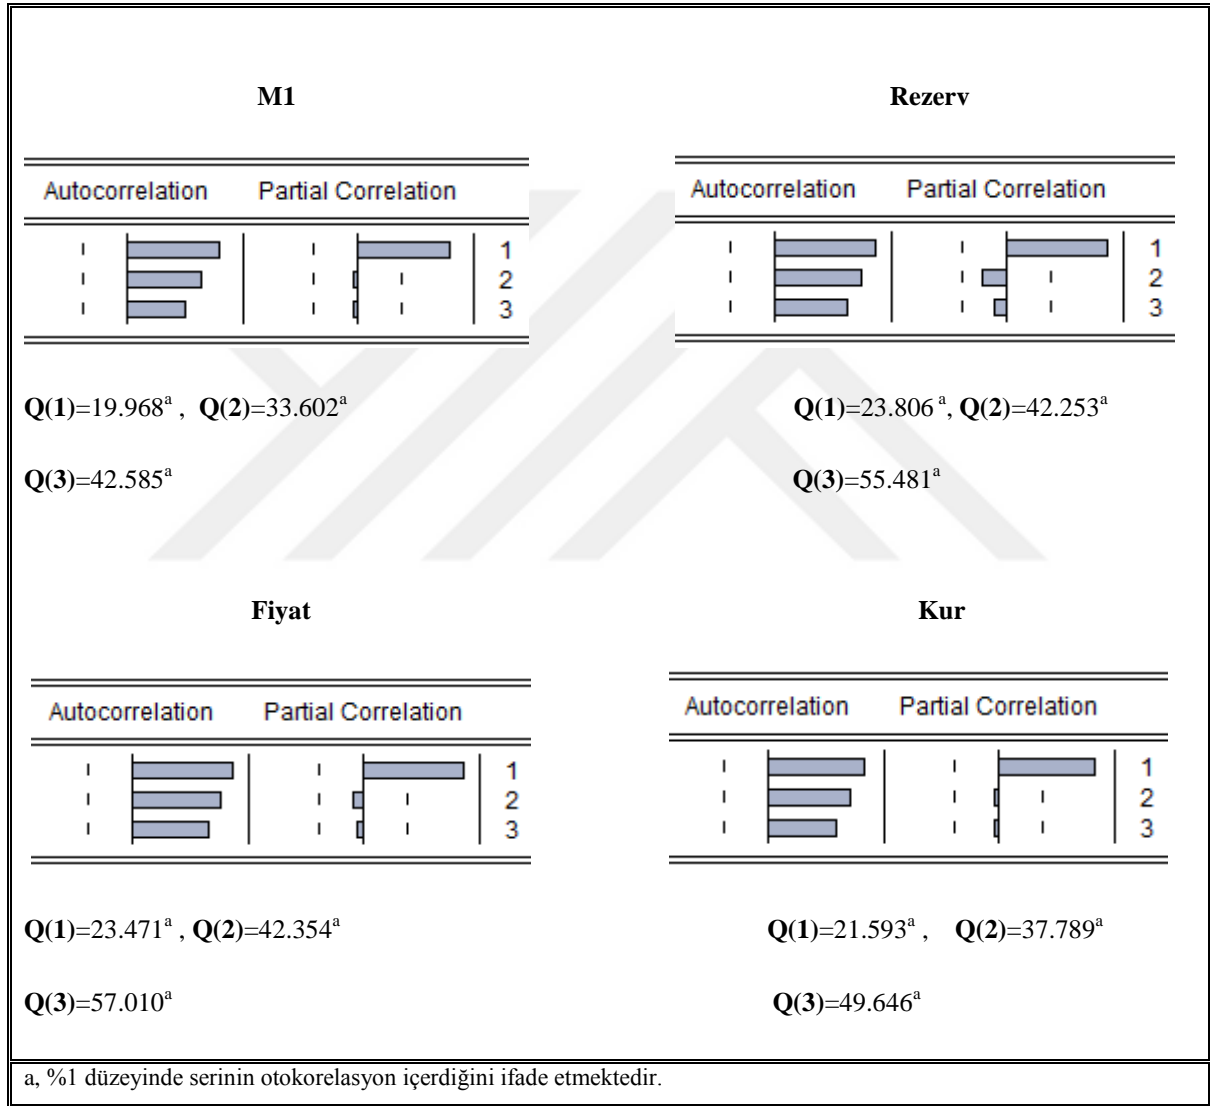 M1
Autocorrelation Partial Correlation
1
2
3
Q(1)=19.968ᵃ , Q(2)=33.602ᵃ
Q(3)=42.585ᵃ
Rezerv
Autocorrelation Partial Correlation
1
2
3
Q(1)=23.806 ᵃ, Q(2)=42.253ᵃ
Q(3)=55.481ᵃ
Fiyat
Autocorrelation Partial Correlation
1
2
3
Q(1)=23.471ᵃ , Q(2)=42.354ᵃ
Q(3)=57.010ᵃ
Kur
Autocorrelation Partial Correlation
1
2
3
Q(1)=21.593ᵃ , Q(2)=37.789ᵃ
Q(3)=49.646ᵃ
a, %1 düzeyinde serinin otokorelasyon içerdiğini ifade etmektedir.